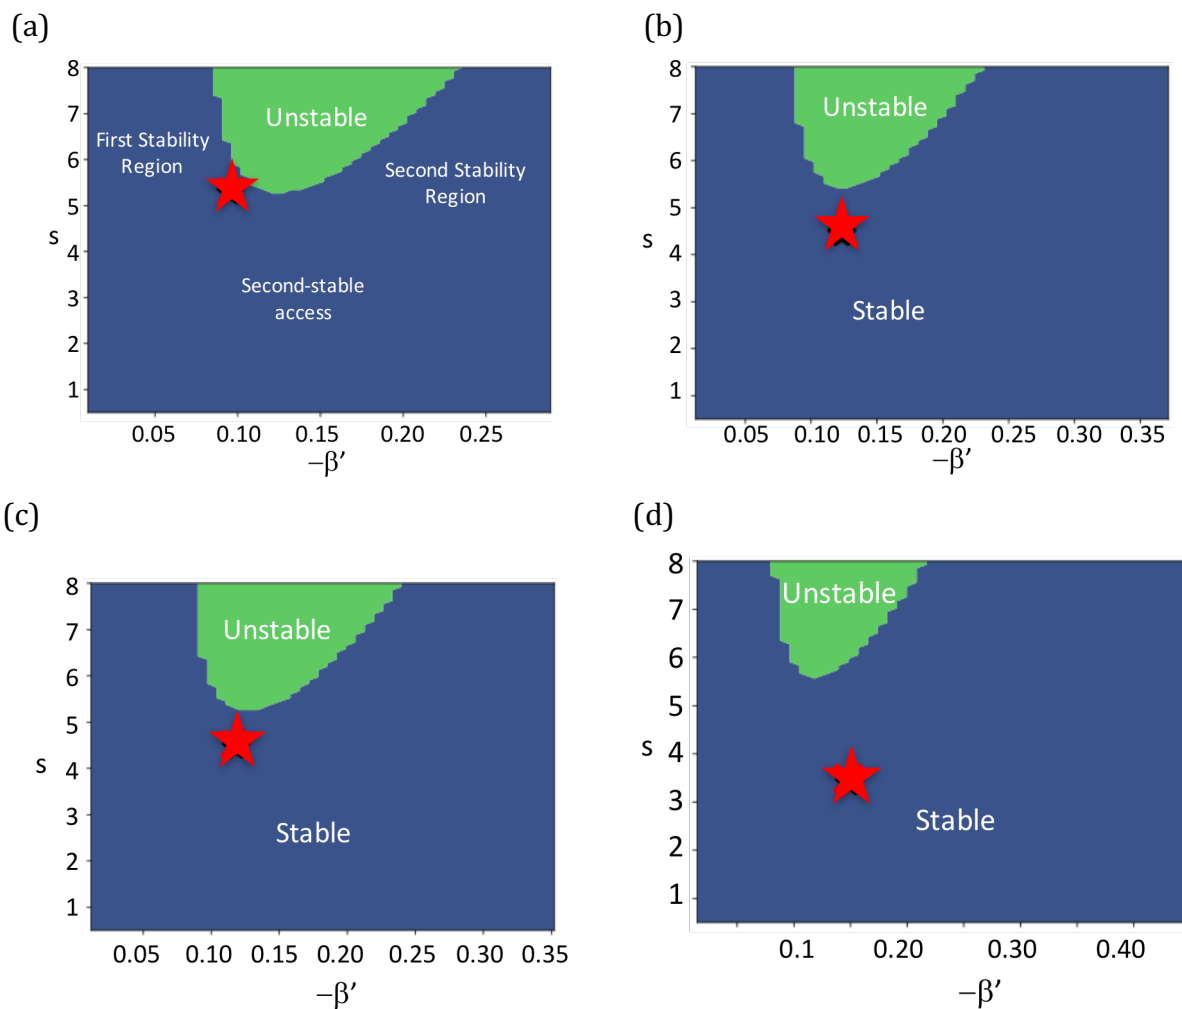 (a)
8
7
6
5
4
3
2
1
s
Unstable
First Stability
Region
Second Stability
Region
Second-stable
access
0.05 0.10 0.15 0.20 0.25
−β’
(b)
8
7
6
5
4
3
2
1
s
Unstable
Stable
0.05 0.10 0.15 0.20 0.25 0.30 0.35
−β’
(c)
8
7
6
5
4
3
2
1
s
Unstable
Stable
0.05 0.10 0.15 0.20 0.25 0.30 0.35
−β’
(d)
8
7
6
5
4
3
2
1
s
Unstable
Stable
0.1 0.20 0.30 0.40
−β’